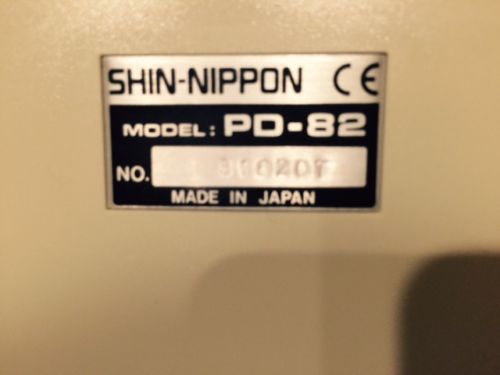 SHIN-NIPPON CE
MODEL: PD-82
NO.
MADE IN JAPAN